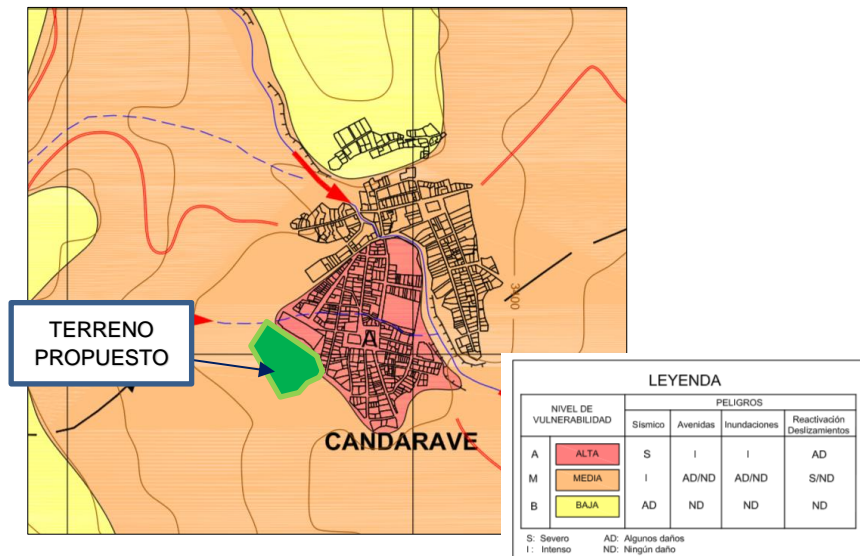 TERRENO
PROPUESTO
A
3100
CANDARAVE
LEYENDA
NIVEL DE
VULNERABILIDAD
PELIGROS
Sísmico Avenidas Inundaciones Reactivación
Deslizamientos
A ALTA S I I AD
M MEDIA I AD/ND AD/ND S/ND
B BAJA AD ND ND ND
S: Severo AD: Algunos daños
I : Intenso ND: Ningún daño